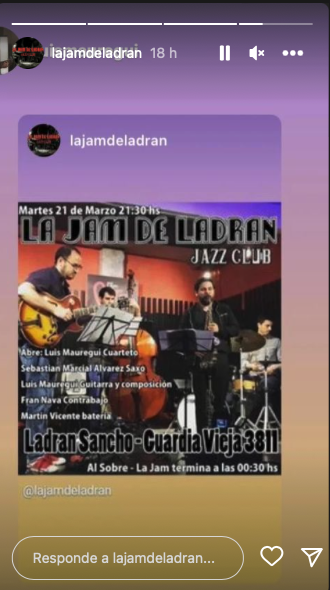 lajamdeladran 18 h
lajamdeladran
Martes 21 de Marzo 21:30 hs
LA JAM DE LADRAN
JAZZ CLUB
Abre: Luis Mauregui Cuarteto
Sebastian Marcial Alvarez Saxo
Luis Mauregui Guitarra y composición
Fran Nava Contrabajo
Martin Vicente bateria
Ladran Sancho - Guardia Vieja 3811
Al Sobre - La Jam termina a las 00:30 hs
@lajamdeladran
Responde a lajamdeladran...